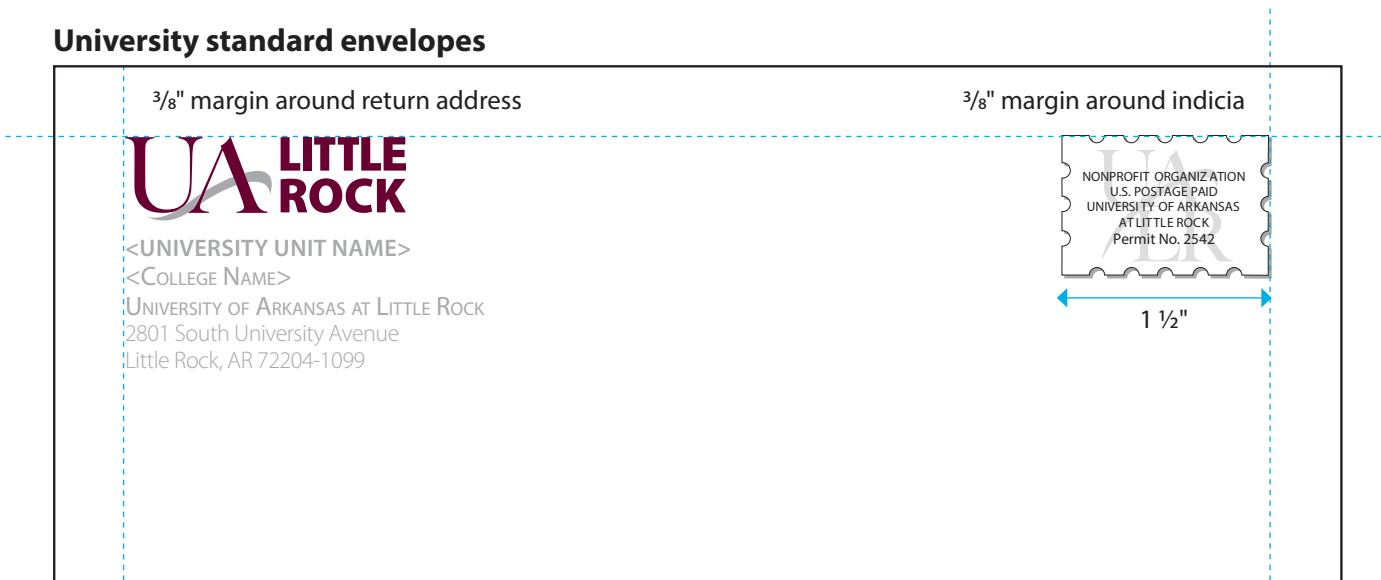 University standard envelopes
³/₈" margin around return address
³/₈" margin around indicia
UA LITTLE
ROCK
<UNIVERSITY UNIT NAME>
<College Name>
University of Arkansas at Little Rock
2801 South University Avenue
Little Rock, AR 72204-1099
UA
LR
NONPROFIT ORGANIZATION
U.S. POSTAGE PAID
UNIVERSITY OF ARKANSAS
AT LITTLE ROCK
Permit No. 2542
1 ½"